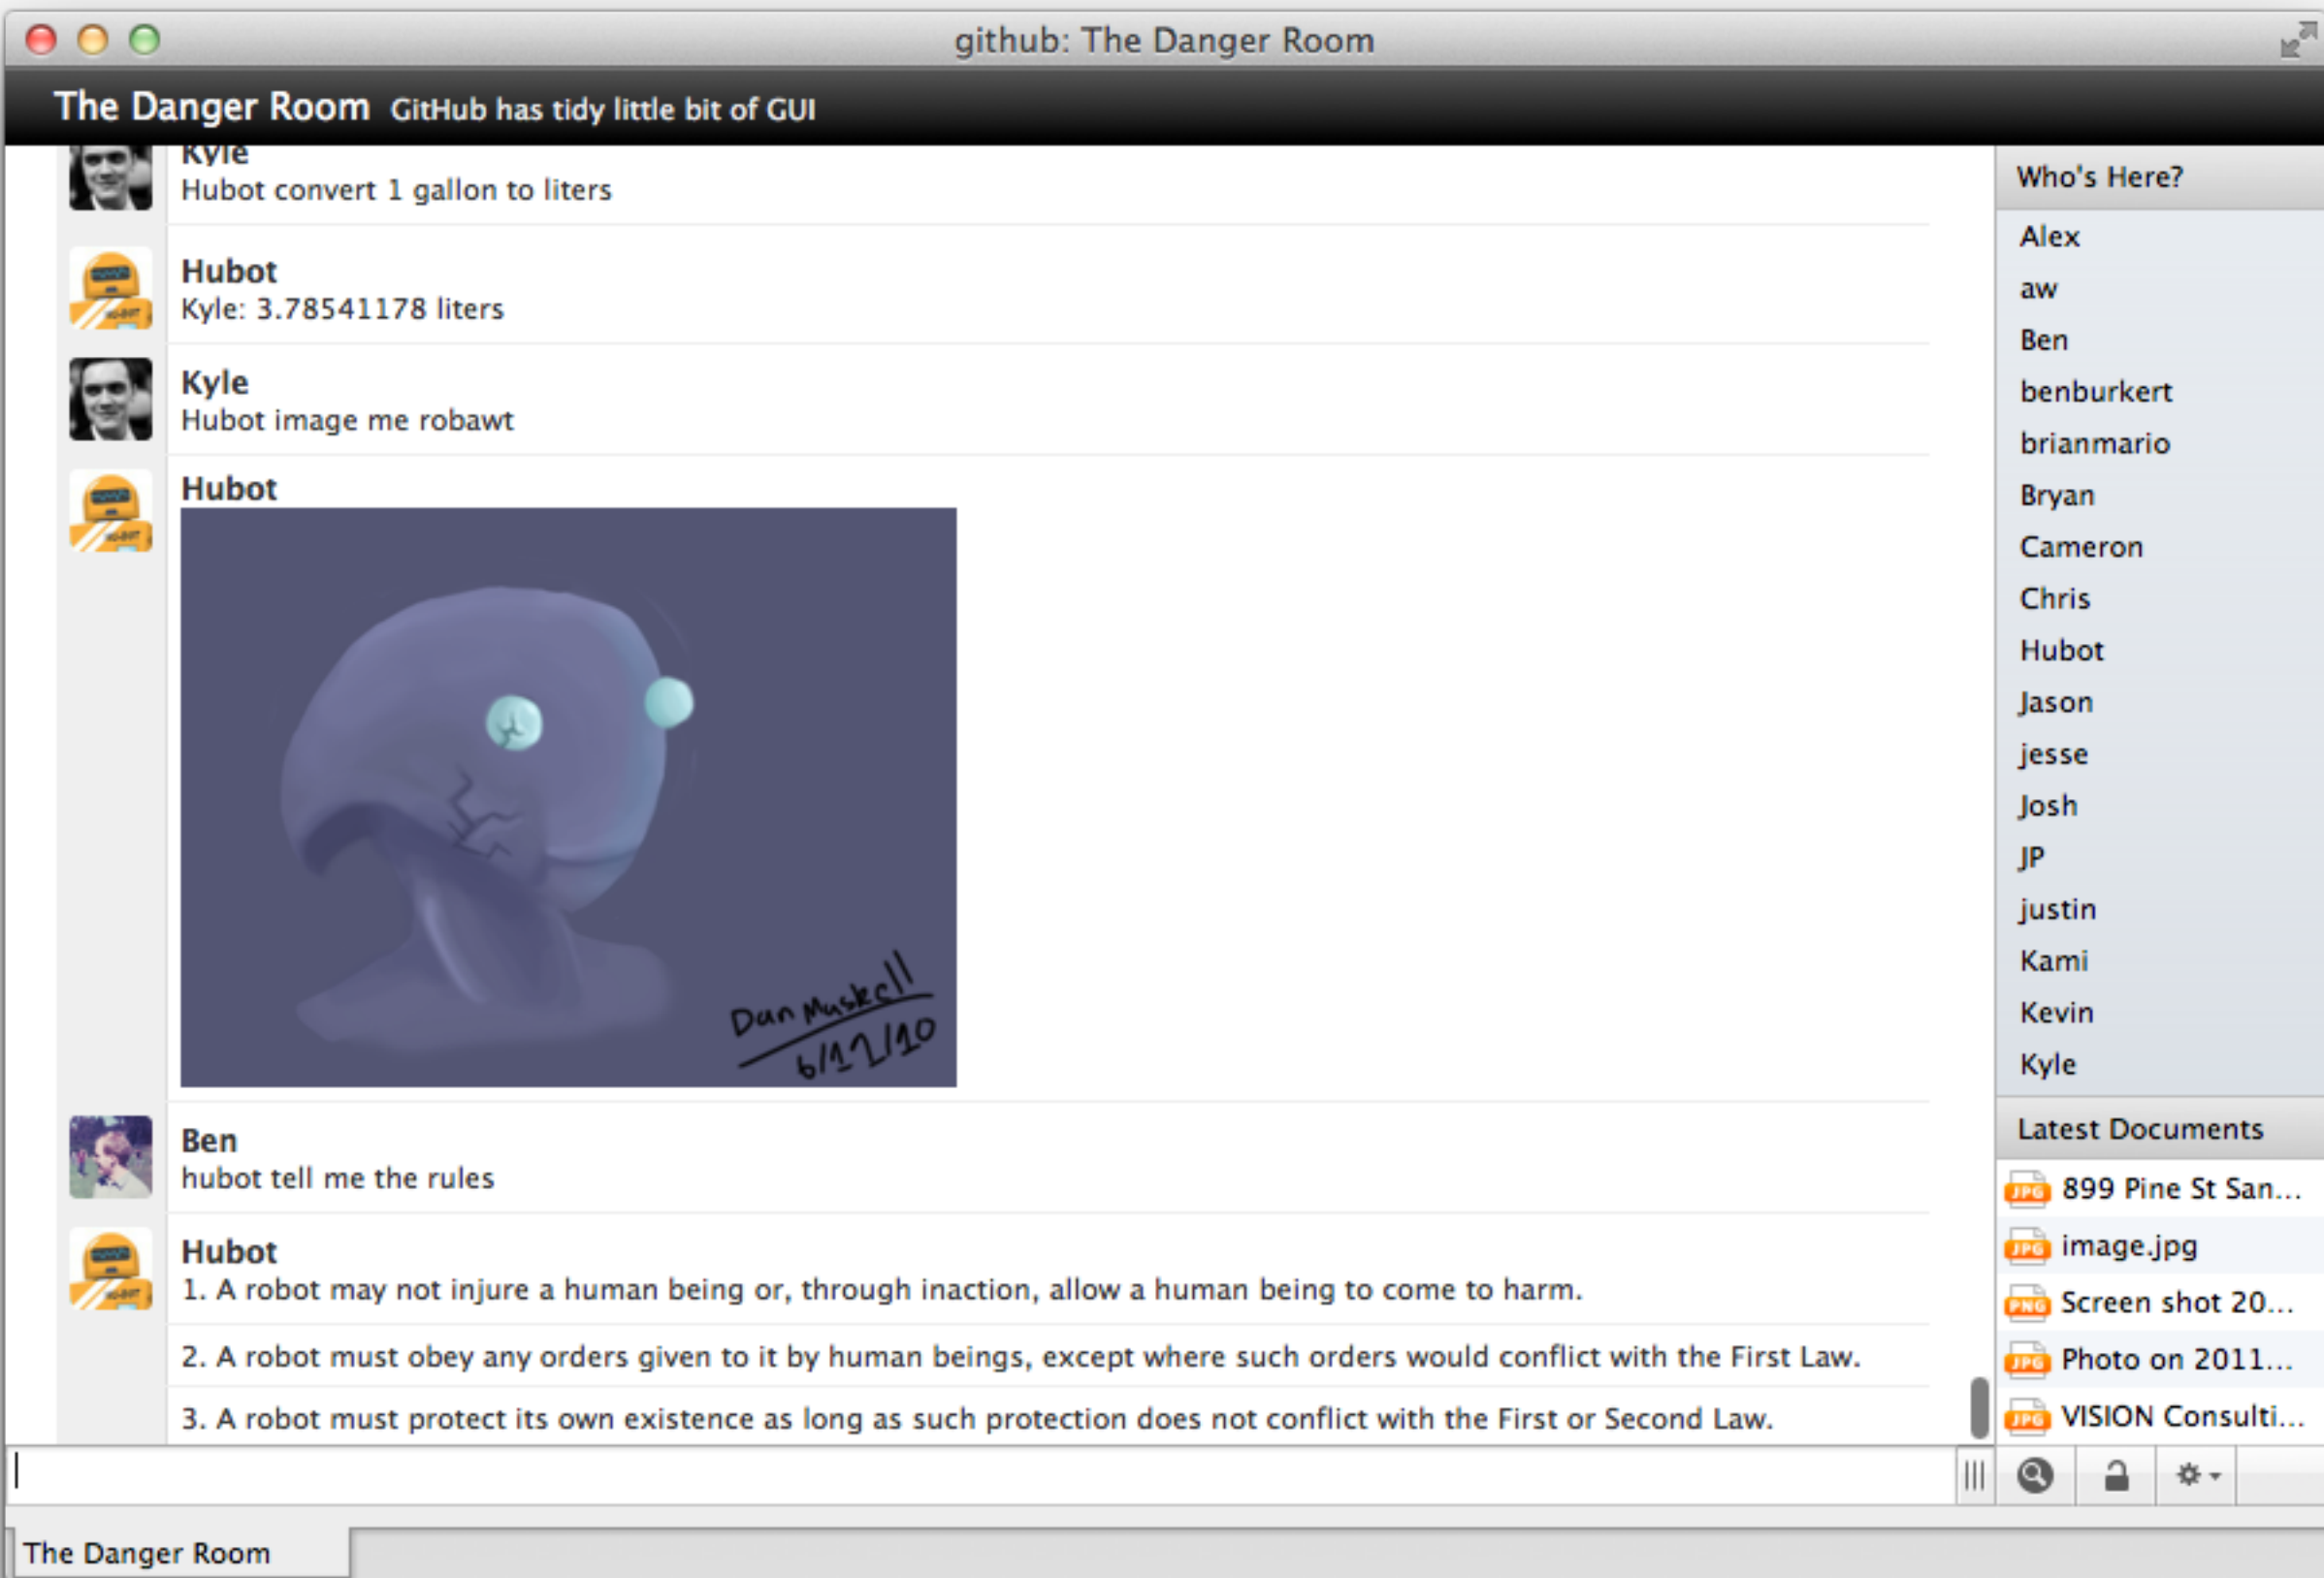 github: The Danger Room
The Danger Room GitHub has tidy little bit of GUI
Kyle
Hubot convert 1 gallon to liters
Hubot
Kyle: 3.78541178 liters
Kyle
Hubot image me robawt
Hubot
Dan Maskell
6/12/10
Ben
hubot tell me the rules
Hubot
1. A robot may not injure a human being or, through inaction, allow a human being to come to harm.
2. A robot must obey any orders given to it by human beings, except where such orders would conflict with the First Law.
3. A robot must protect its own existence as long as such protection does not conflict with the First or Second Law.
Who's Here?
Alex
aw
Ben
benburkert
brianmario
Bryan
Cameron
Chris
Hubot
Jason
jesse
Josh
JP
justin
Kami
Kevin
Kyle
Latest Documents
JPG 899 Pine St San...
JPG image.jpg
PNG Screen shot 20...
JPG Photo on 2011...
JPG VISION Consulti...
The Danger Room